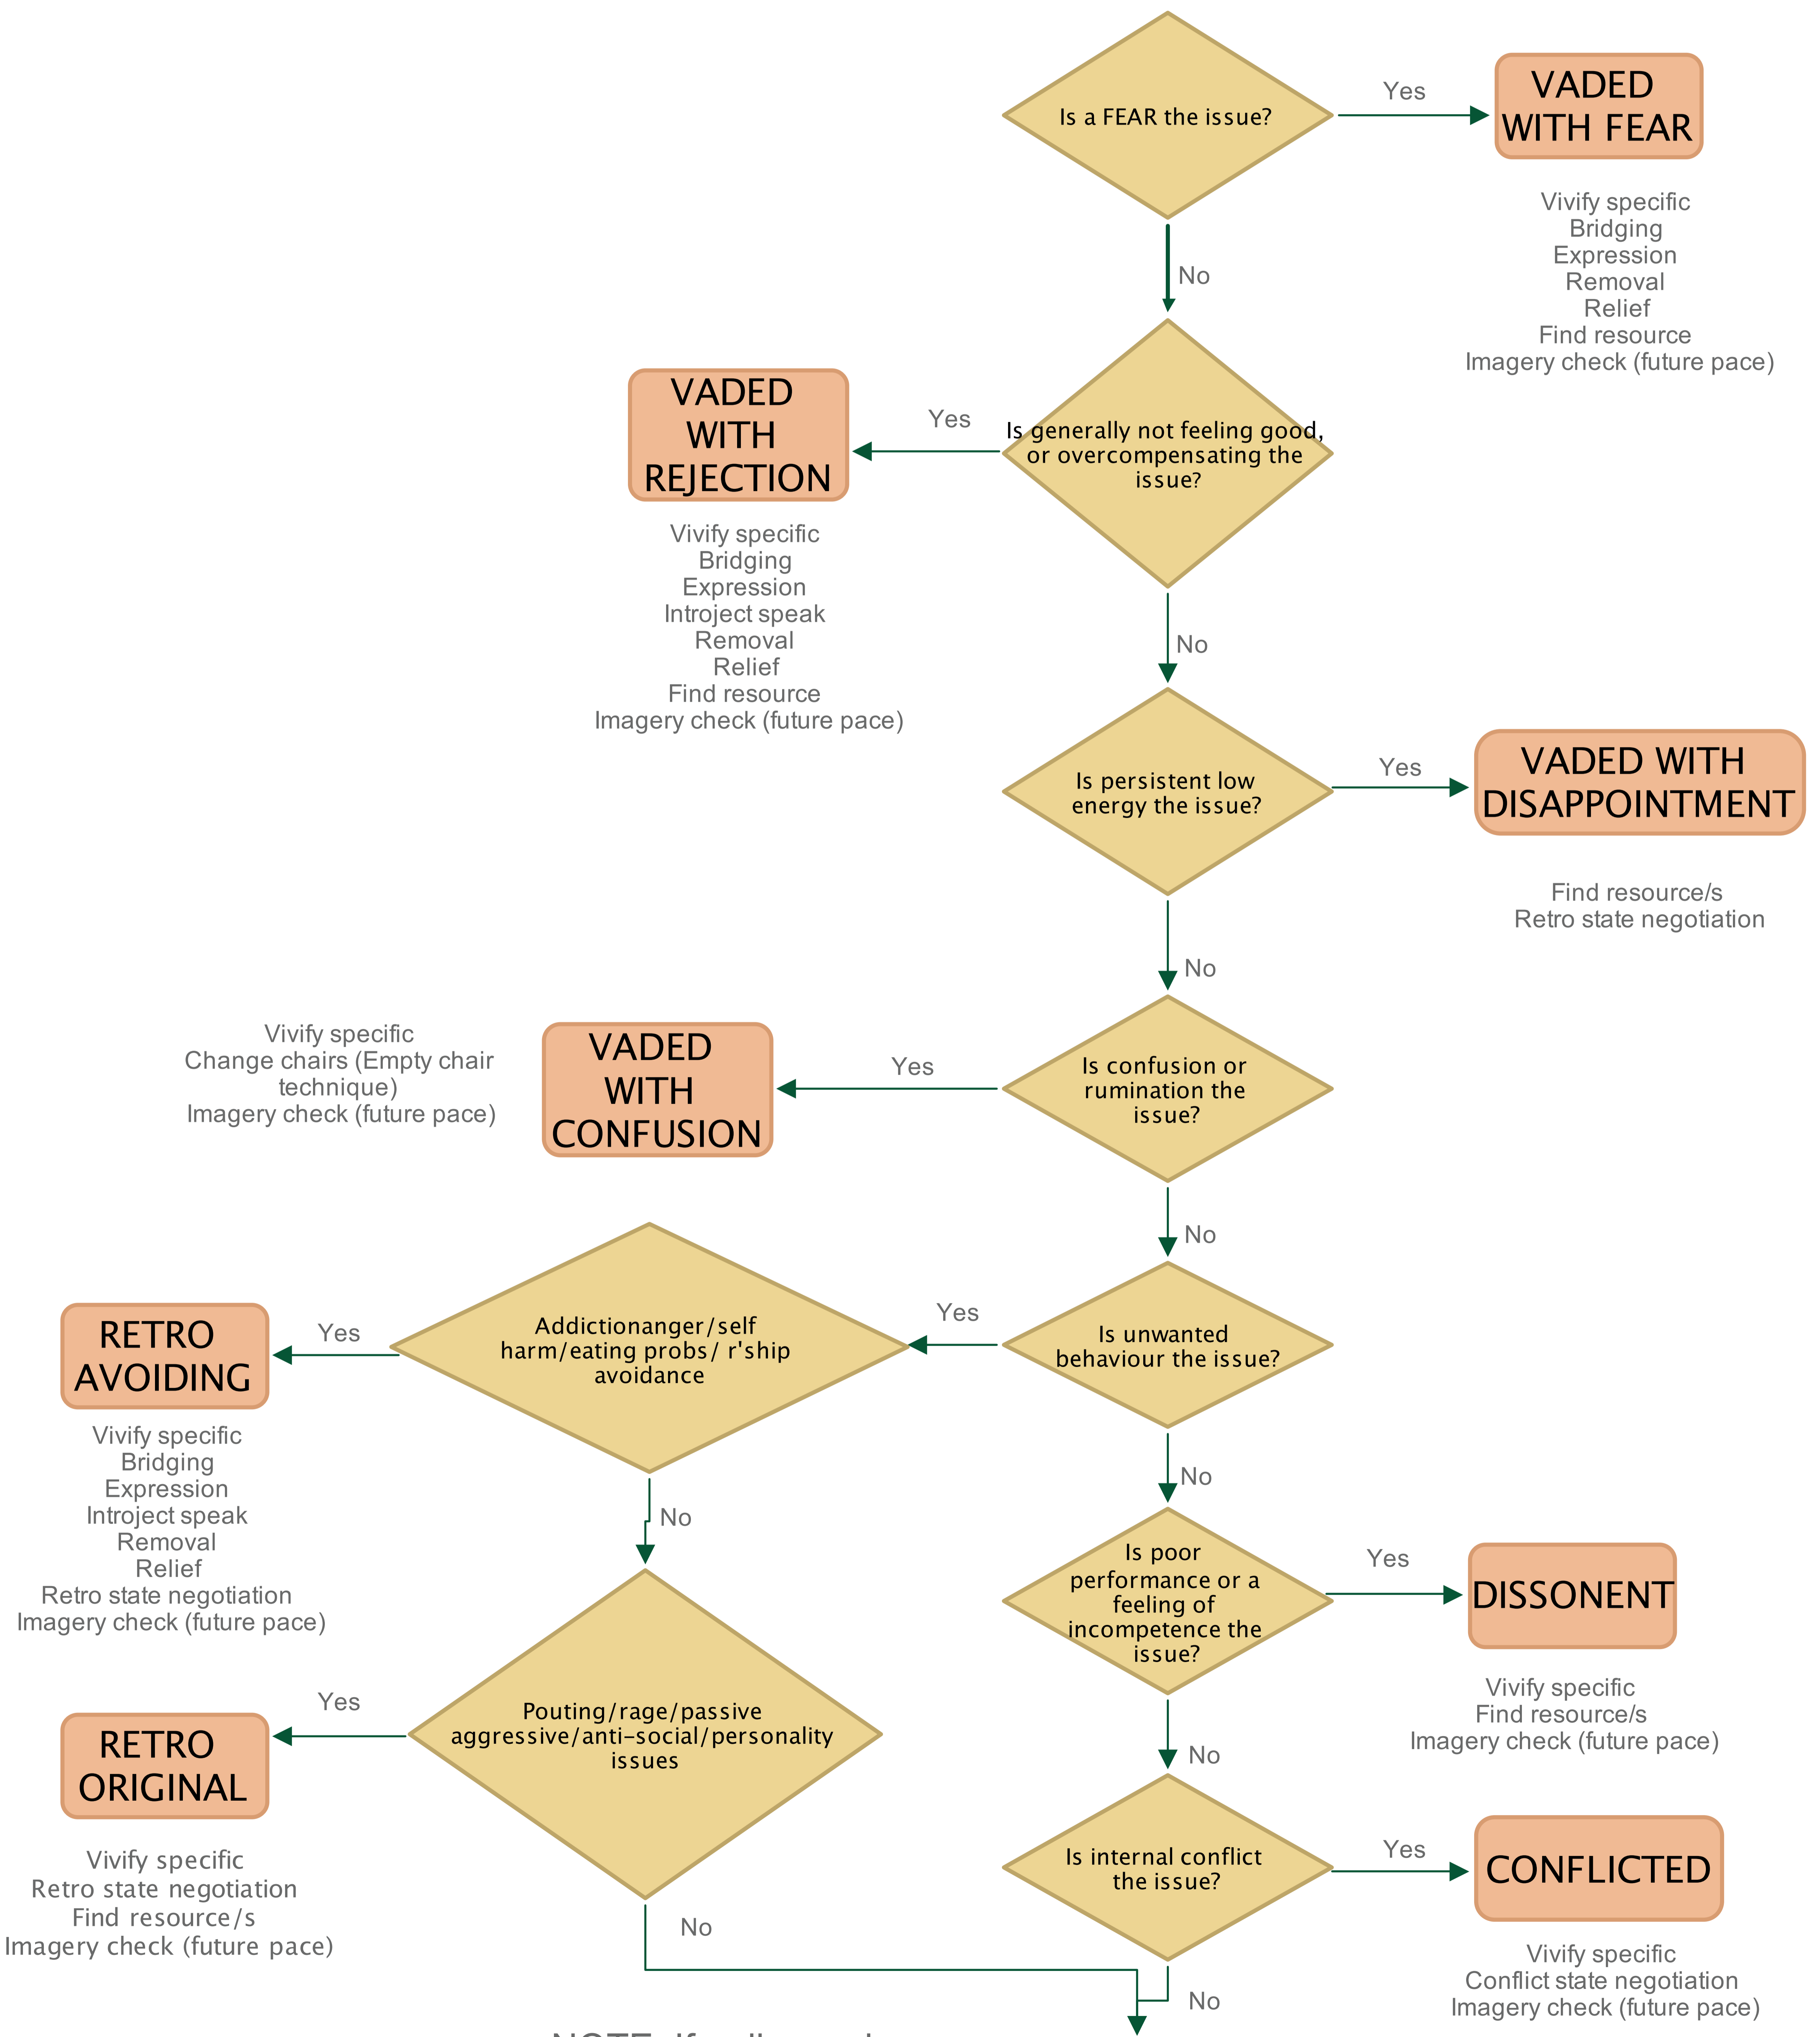 Is a FEAR the issue?
Yes
VADED
WITH FEAR
Vivify specific
Bridging
Expression
Removal
Relief
Find resource
Imagery check (future pace)
No
Is generally not feeling good,
or overcompensating the
issue?
Yes
VADED
WITH
REJECTION
Vivify specific
Bridging
Expression
Introject speak
Removal
Relief
Find resource
Imagery check (future pace)
No
Is persistent low
energy the issue?
Yes
VADED WITH
DISAPPOINTMENT
Find resource/s
Retro state negotiation
No
Is confusion or
rumination the
issue?
Yes
VADED
WITH
CONFUSION
Vivify specific
Change chairs (Empty chair
technique)
Imagery check (future pace)
No
Is unwanted
behaviour the issue?
Yes
Addictionanger/self
harm/eating probs/ r'ship
avoidance
Yes
RETRO
AVOIDING
Vivify specific
Bridging
Expression
Introject speak
Removal
Relief
Retro state negotiation
Imagery check (future pace)
No
Pouting/rage/passive
aggressive/anti-social/personality
issues
Yes
RETRO
ORIGINAL
Vivify specific
Retro state negotiation
Find resource/s
Imagery check (future pace)
No
No
Is poor
performance or a
feeling of
incompetence the
issue?
Yes
DISSONENT
Vivify specific
Find resource/s
Imagery check (future pace)
No
Is internal conflict
the issue?
Yes
CONFLICTED
Vivify specific
Conflict state negotiation
Imagery check (future pace)
No